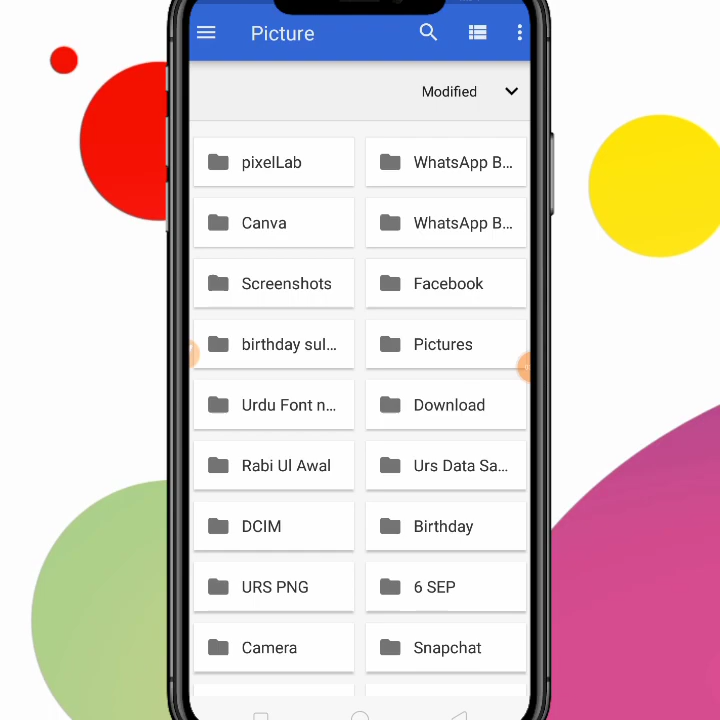 Picture
Modified
pixelLab
WhatsApp B...
Canva
WhatsApp B...
Screenshots
Facebook
birthday sul...
Pictures
Urdu Font n...
Download
Rabi Ul Awal
Urs Data Sa...
DCIM
Birthday
URS PNG
6 SEP
Camera
Snapchat